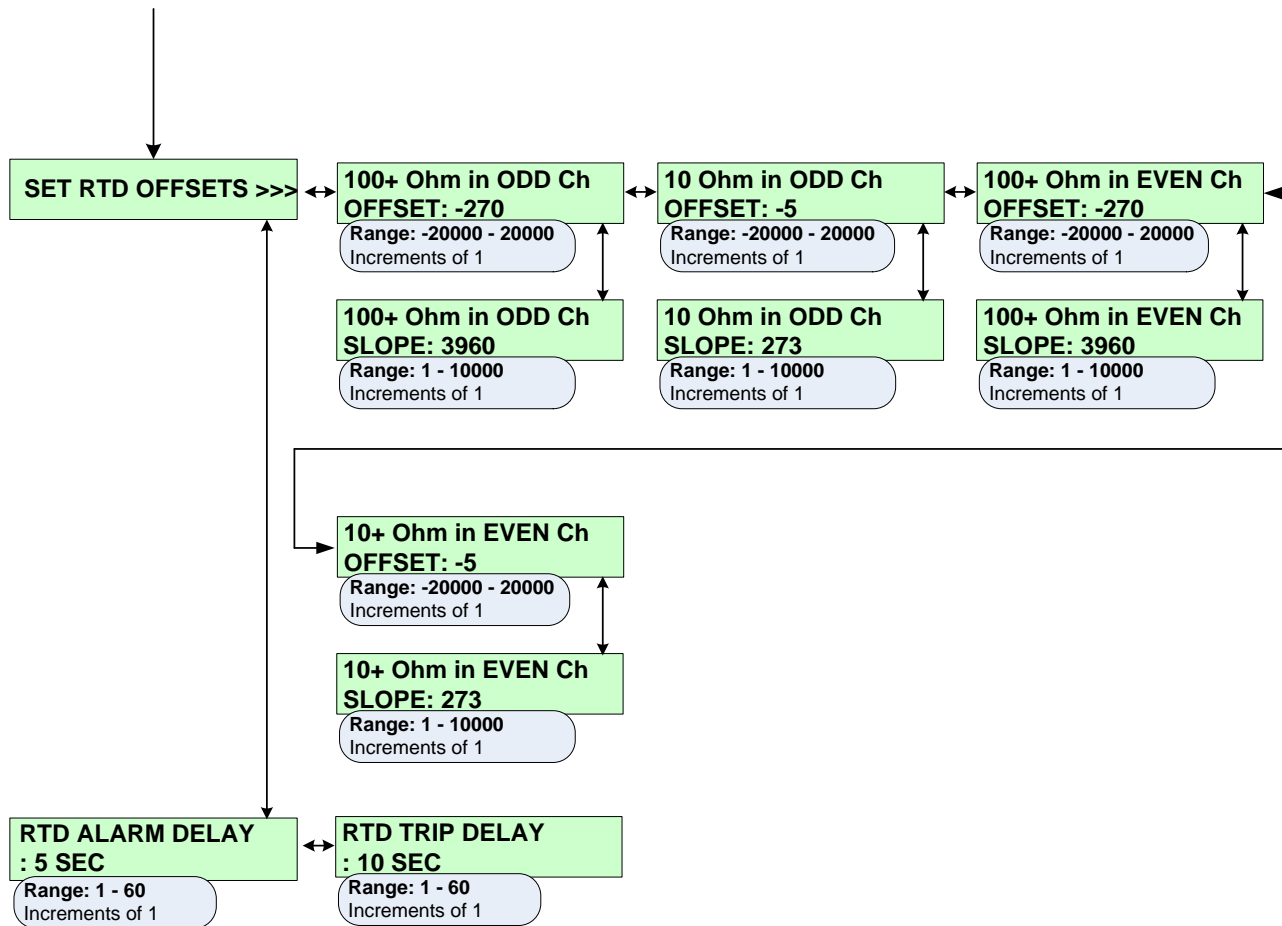 SET RTD OFFSETS >>>
100+ Ohm in ODD Ch
OFFSET: -270
Range: -20000 - 20000
Increments of 1
10 Ohm in ODD Ch
OFFSET: -5
Range: -20000 - 20000
Increments of 1
100+ Ohm in EVEN Ch
OFFSET: -270
Range: -20000 - 20000
Increments of 1
100+ Ohm in ODD Ch
SLOPE: 3960
Range: 1 - 10000
Increments of 1
10 Ohm in ODD Ch
SLOPE: 273
Range: 1 - 10000
Increments of 1
100+ Ohm in EVEN Ch
SLOPE: 3960
Range: 1 - 10000
Increments of 1
10+ Ohm in EVEN Ch
OFFSET: -5
Range: -20000 - 20000
Increments of 1
10+ Ohm in EVEN Ch
SLOPE: 273
Range: 1 - 10000
Increments of 1
RTD ALARM DELAY
: 5 SEC
Range: 1 - 60
Increments of 1
RTD TRIP DELAY
: 10 SEC
Range: 1 - 60
Increments of 1